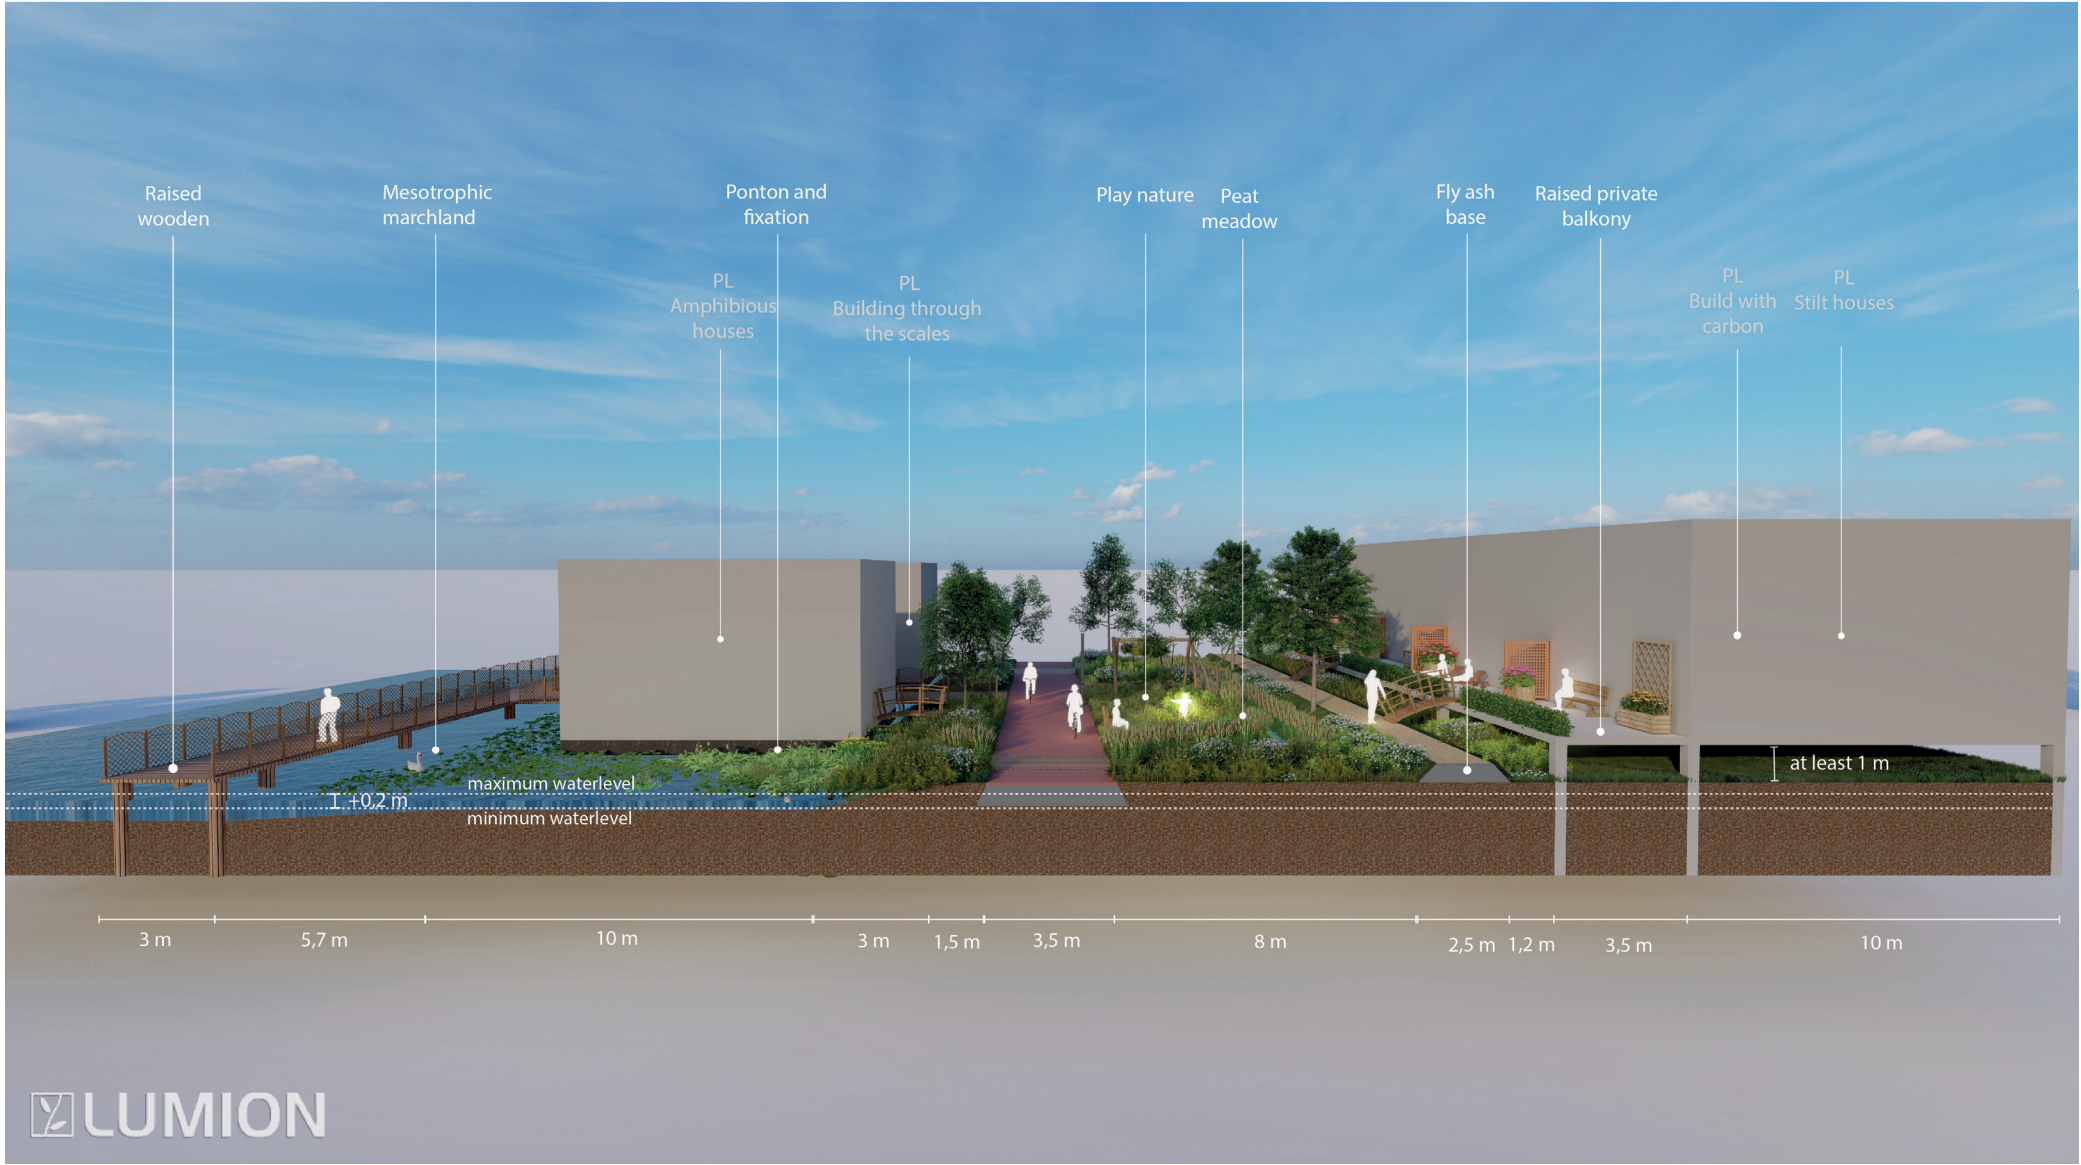 Raised
wooden
Mesotrophic
marchland
Ponton and
fixation
Play nature
Peat
meadow
Fly ash
base
Raised private
balkony
PL
Amphibious
houses
PL
Building through
the scales
PL
Build with
carbon
PL
Stilt houses
at least 1 m
maximum waterlevel
+0,2 m
minimum waterlevel
3 m
5,7 m
10 m
3 m
1,5 m
3,5 m
8 m
2,5 m
1,2 m
3,5 m
10 m
LUMION